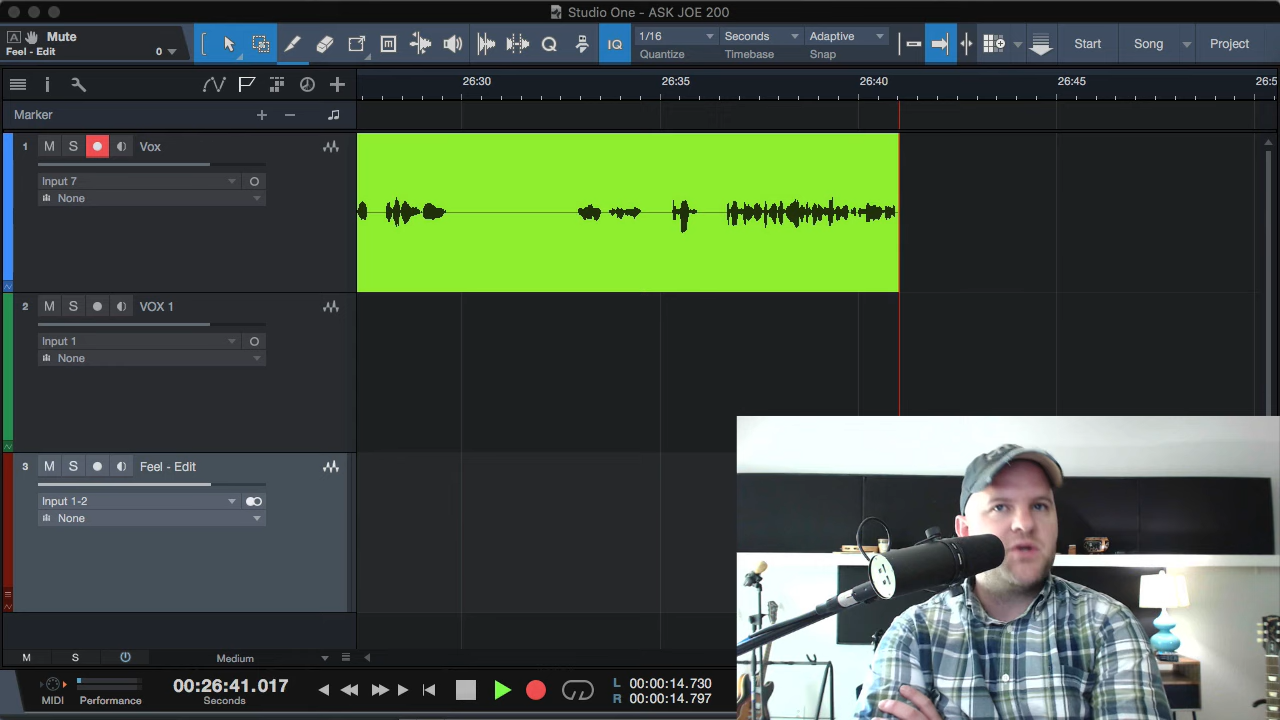 Studio One - ASK JOE 200
A Mute
Feel - Edit 0
IQ
1/16 Seconds Adaptive
Quantize Timebase Snap
Start Song Project
26:30 26:35 26:40 26:45 26:5
Marker
1 M S Vox
Input 7
None
2 M S VOX 1
Input 1
None
3 M S Feel - Edit
Input 1-2
None
M S Medium
MIDI Performance
00:26:41.017
Seconds
L 00:00:14.730
R 00:00:14.797